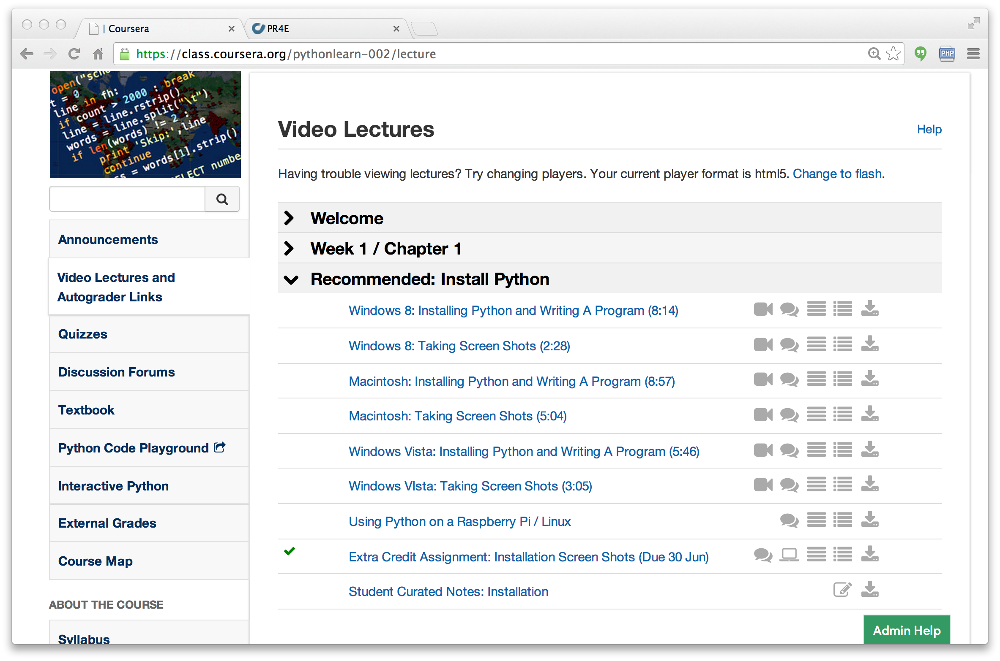 | Coursera
PR4E
https://class.coursera.org/pythonlearn-002/lecture
PHP
open("sch
t = 0
line in fh:
if count > 2000 : break
line = line.rstrip()
words = line.split("\t")
if len(words) != 2 :
print 'Skip:',line
continue
ss = words[1].strip()
ELECT numbe
Announcements
Video Lectures and
Autograder Links
Quizzes
Discussion Forums
Textbook
Python Code Playground
Interactive Python
External Grades
Course Map
ABOUT THE COURSE
Syllabus
Video Lectures
Help
Having trouble viewing lectures? Try changing players. Your current player format is html5. Change to flash.
Welcome
Week 1 / Chapter 1
Recommended: Install Python
Windows 8: Installing Python and Writing A Program (8:14)
Windows 8: Taking Screen Shots (2:28)
Macintosh: Installing Python and Writing A Program (8:57)
Macintosh: Taking Screen Shots (5:04)
Windows Vista: Installing Python and Writing A Program (5:46)
Windows VIsta: Taking Screen Shots (3:05)
Using Python on a Raspberry Pi / Linux
Extra Credit Assignment: Installation Screen Shots (Due 30 Jun)
Student Curated Notes: Installation
Admin Help